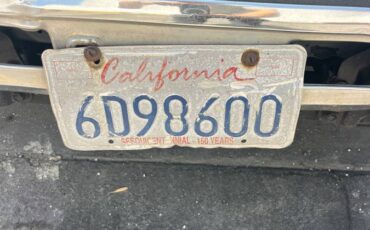 California
6D98600
SESQUICENTENNIAL - 150 YEARS